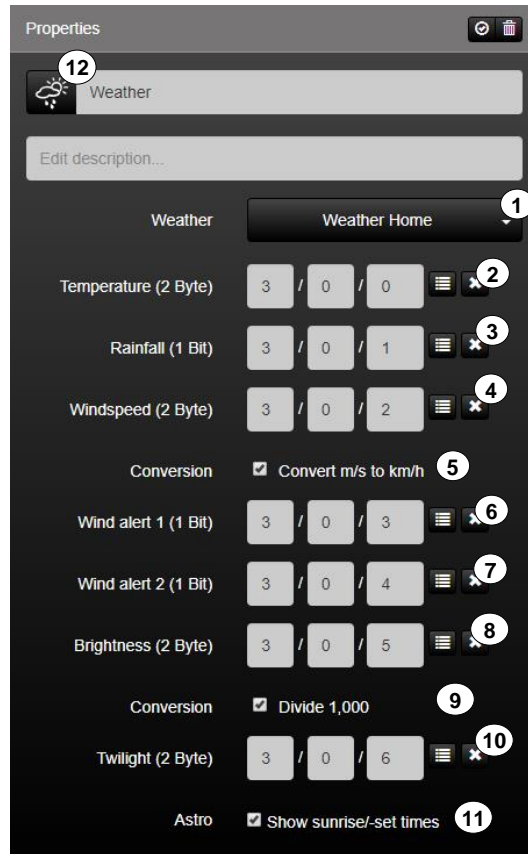 Properties
12
Weather
Edit description...
1
Weather Weather Home
2
Temperature (2 Byte) 3 / 0 / 0
3
Rainfall (1 Bit) 3 / 0 / 1
4
Windspeed (2 Byte) 3 / 0 / 2
Conversion Convert m/s to km/h 5
6
Wind alert 1 (1 Bit) 3 / 0 / 3
7
Wind alert 2 (1 Bit) 3 / 0 / 4
8
Brightness (2 Byte) 3 / 0 / 5
Conversion Divide 1,000 9
10
Twilight (2 Byte) 3 / 0 / 6
Astro Show sunrise/-set times 11